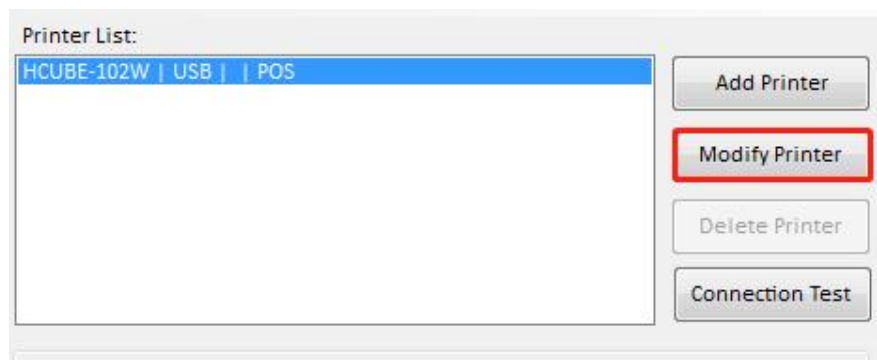 Printer List:
HCUBE-102W | USB | | POS
Add Printer
Modify Printer
Delete Printer
Connection Test